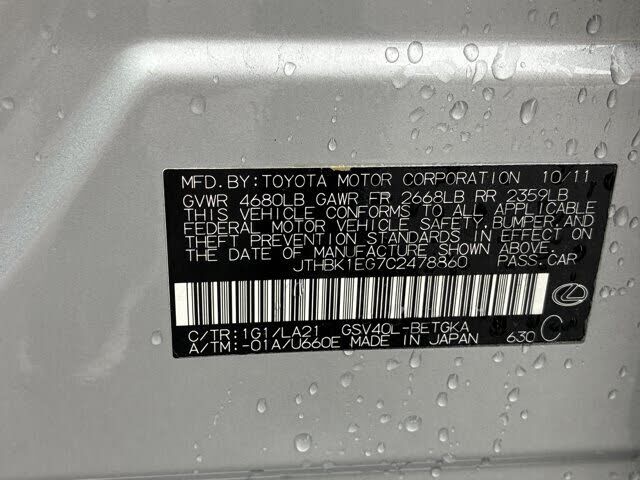 MFD.BY:TOYOTA MOTOR CORPORATION 10/11
GVWR 4680LB GAWR FR 2668LB RR 2359LB
THIS VEHICLE CONFORMS TO ALL APPLICABLE
FEDERAL MOTOR VEHICLE SAFETY,BUMPER,AND
THEFT PREVENTION STANDARDS IN EFFECT ON
THE DATE OF MANUFACTURE SHOWN ABOVE.
JTHBK1EG7C2478860 PASS.CAR
C/TR:1G1/LA21 GSV40L-BETGKA
A/TM:-01A/U660E MADE IN JAPAN 630 C